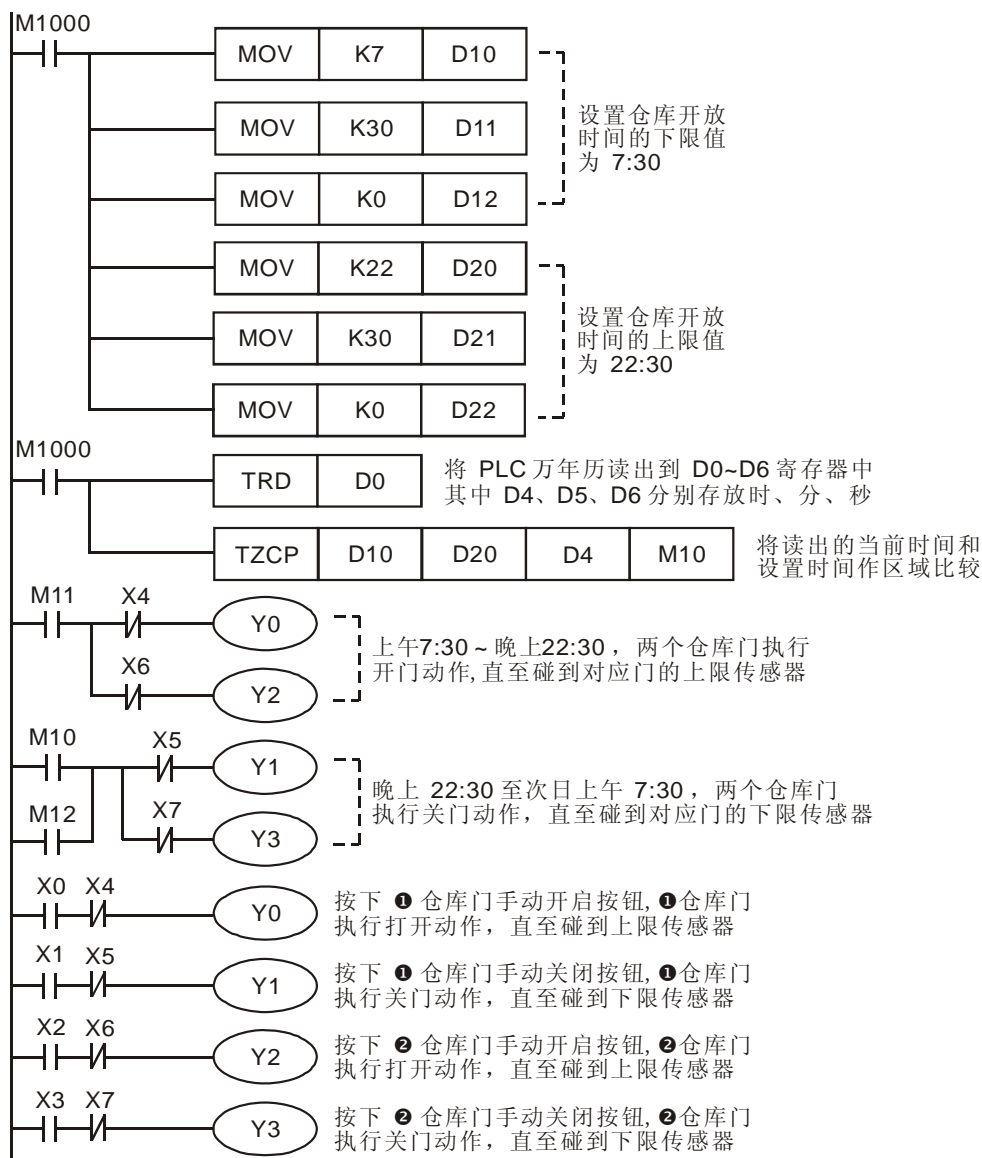 M1000
MOV K7 D10
MOV K30 D11
MOV K0 D12
设置仓库开放
时间的下限值
为 7:30
MOV K22 D20
MOV K30 D21
MOV K0 D22
设置仓库开放
时间的上限值
为 22:30
M1000
TRD D0
将 PLC 万年历读出到 D0~D6 寄存器中
其中 D4、D5、D6 分别存放时、分、秒
TZCP D10 D20 D4 M10
将读出的当前时间和
设置时间作区域比较
M11 X4
Y0
X6
Y2
上午7:30 ~ 晚上22:30 ，两个仓库门执行
开门动作,直至碰到对应门的上限传感器
M10 X5
Y1
M12 X7
Y3
晚上 22:30 至次日上午 7:30 ，两个仓库门
执行关门动作，直至碰到对应门的下限传感器
X0 X4
Y0
按下 ❶ 仓库门手动开启按钮, ❶仓库门
执行打开动作，直至碰到上限传感器
X1 X5
Y1
按下 ❶ 仓库门手动关闭按钮, ❶仓库门
执行关门动作，直至碰到下限传感器
X2 X6
Y2
按下 ❷ 仓库门手动开启按钮, ❷仓库门
执行打开动作，直至碰到上限传感器
X3 X7
Y3
按下 ❷ 仓库门手动关闭按钮, ❷仓库门
执行关门动作，直至碰到下限传感器